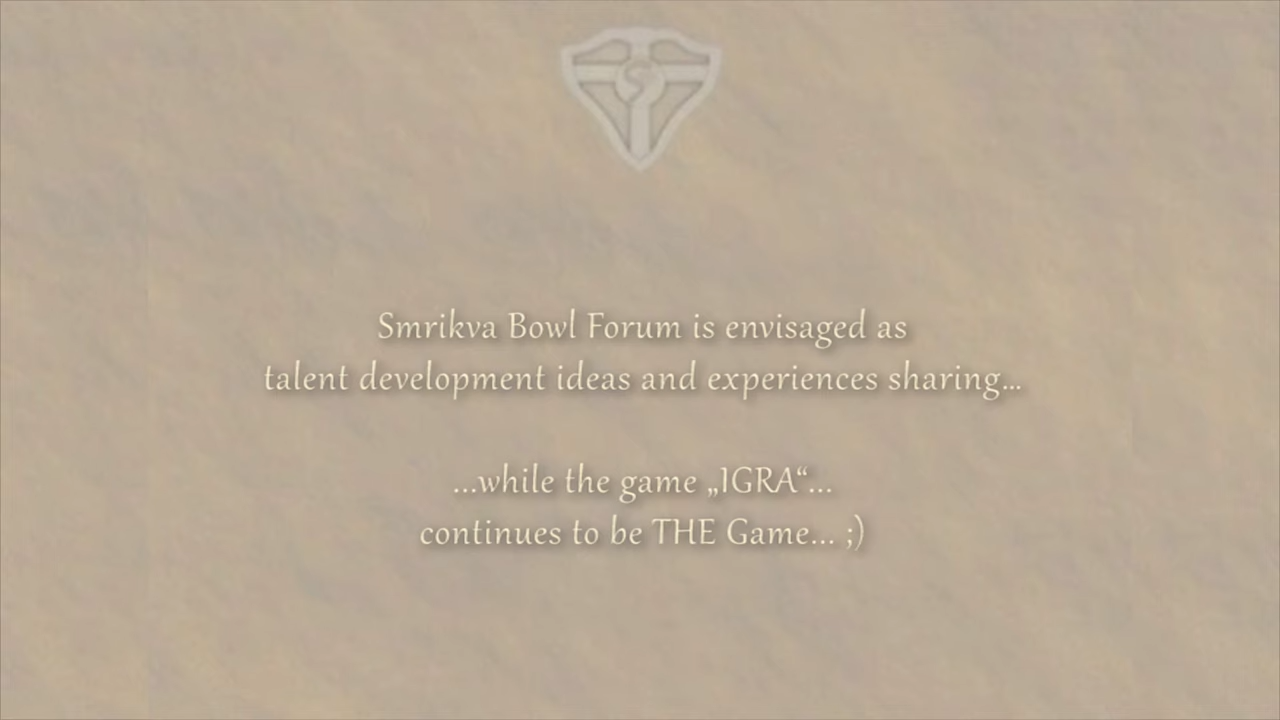 Smrikva Bowl Forum is envisaged as
talent development ideas and experiences sharing...
...while the game „IGRA“...
continues to be THE Game... ;)